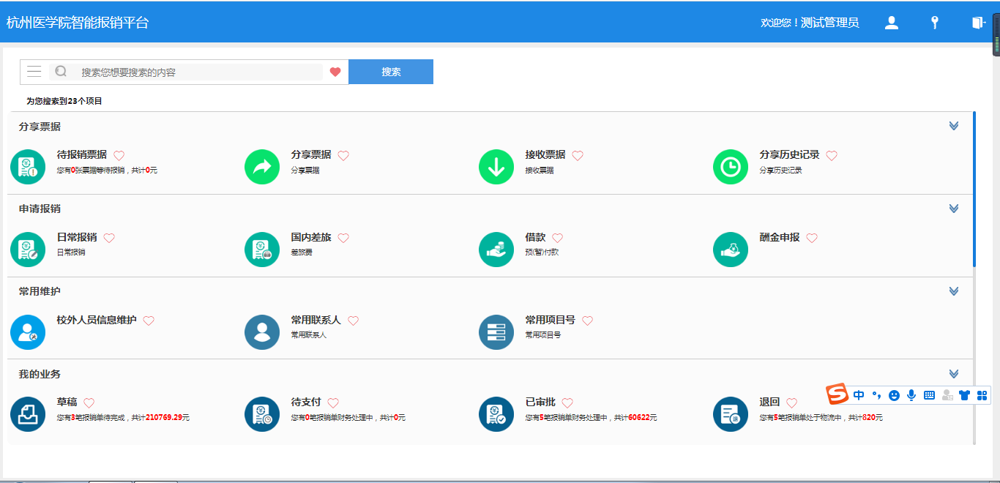 杭州医学院智能报销平台
欢迎您！测试管理员
搜索您想要搜索的内容
搜索
为您搜索到23个项目
分享票据
待报销票据
您有0张票据等待报销，共计0元
分享票据
分享票据
接收票据
接收票据
分享历史记录
分享历史记录
申请报销
日常报销
日常报销
国内差旅
差旅费
借款
预(暂)付款
酬金申报
常用维护
校外人员信息维护
常用联系人
常用联系人
常用项目号
常用项目号
我的业务
草稿
您有3笔报销单待完成，共计210769.29元
待支付
您有0笔报销单财务处理中，共计0元
已审批
您有5笔报销单财务处理中，共计60622元
退回
您有5笔报销单处于物流中，共计820元
S 中